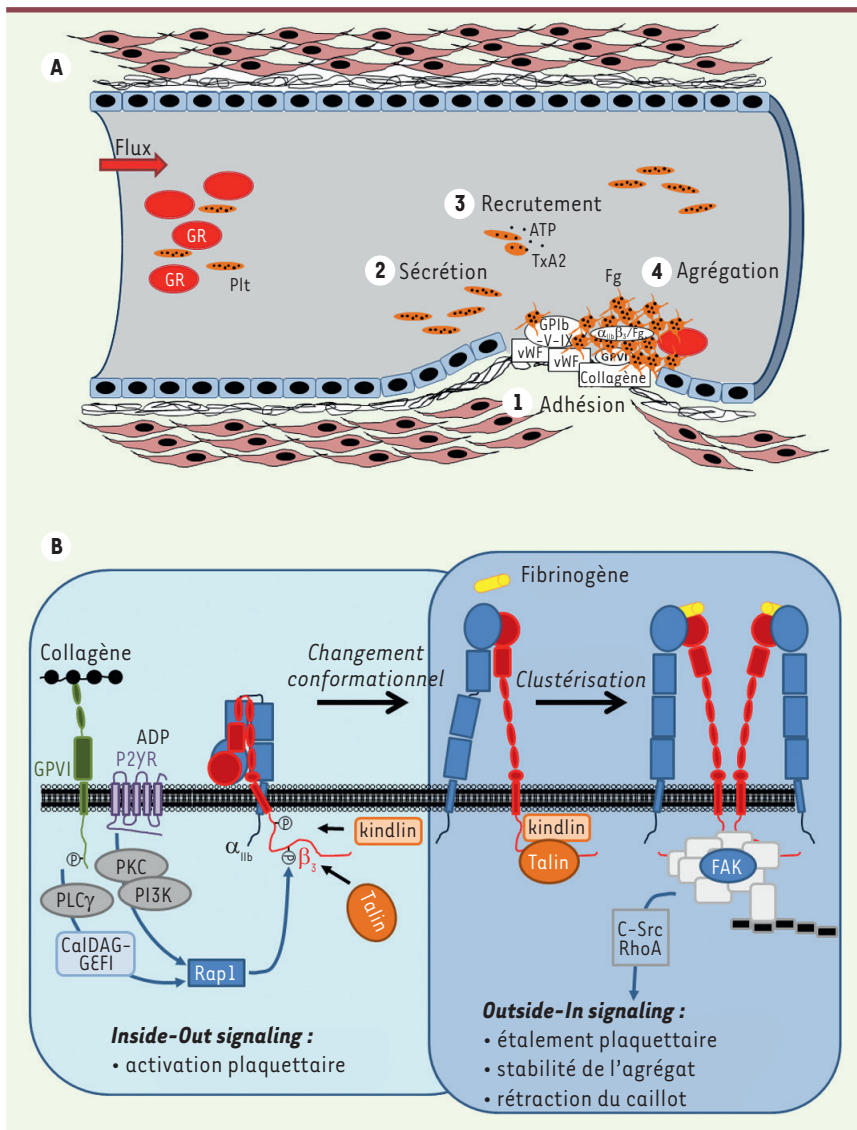 A
Flux
GR
GR
Plt
3 Recrutement
ATP
TxA2
2 Sécrétion
Fg
4 Agrégation
GPIb
-V-IX
αIIbβ3/Fg
vWF
vWF
GPVI
Collagène
1 Adhésion
B
Collagène
GPVI
ADP
P2YR
P
PKC
PI3K
PLCγ
CalDAG-
GEFI
Rap1
αIIb
P
P
β3
kindlin
Talin
Changement
conformationnel
Inside-Out signaling :
• activation plaquettaire
Fibrinogène
Clustérisation
kindlin
Talin
FAK
C-Src
RhoA
Outside-In signaling :
• étalement plaquettaire
• stabilité de l'agrégat
• rétraction du caillot